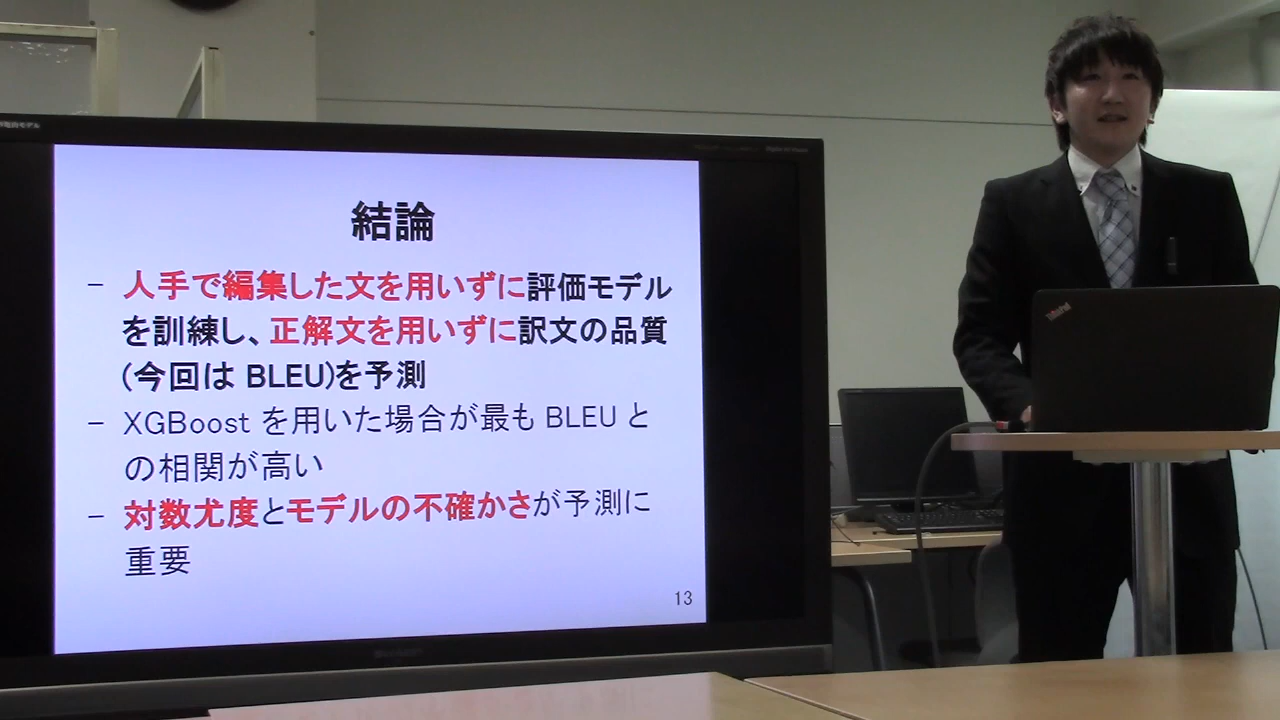 結論
- 人手で編集した文を用いずに評価モデル
を訓練し、正解文を用いずに訳文の品質
(今回は BLEU)を予測
- XGBoost を用いた場合が最も BLEU と
の相関が高い
- 対数尤度とモデルの不確かさが予測に
重要
13
ThinkPad